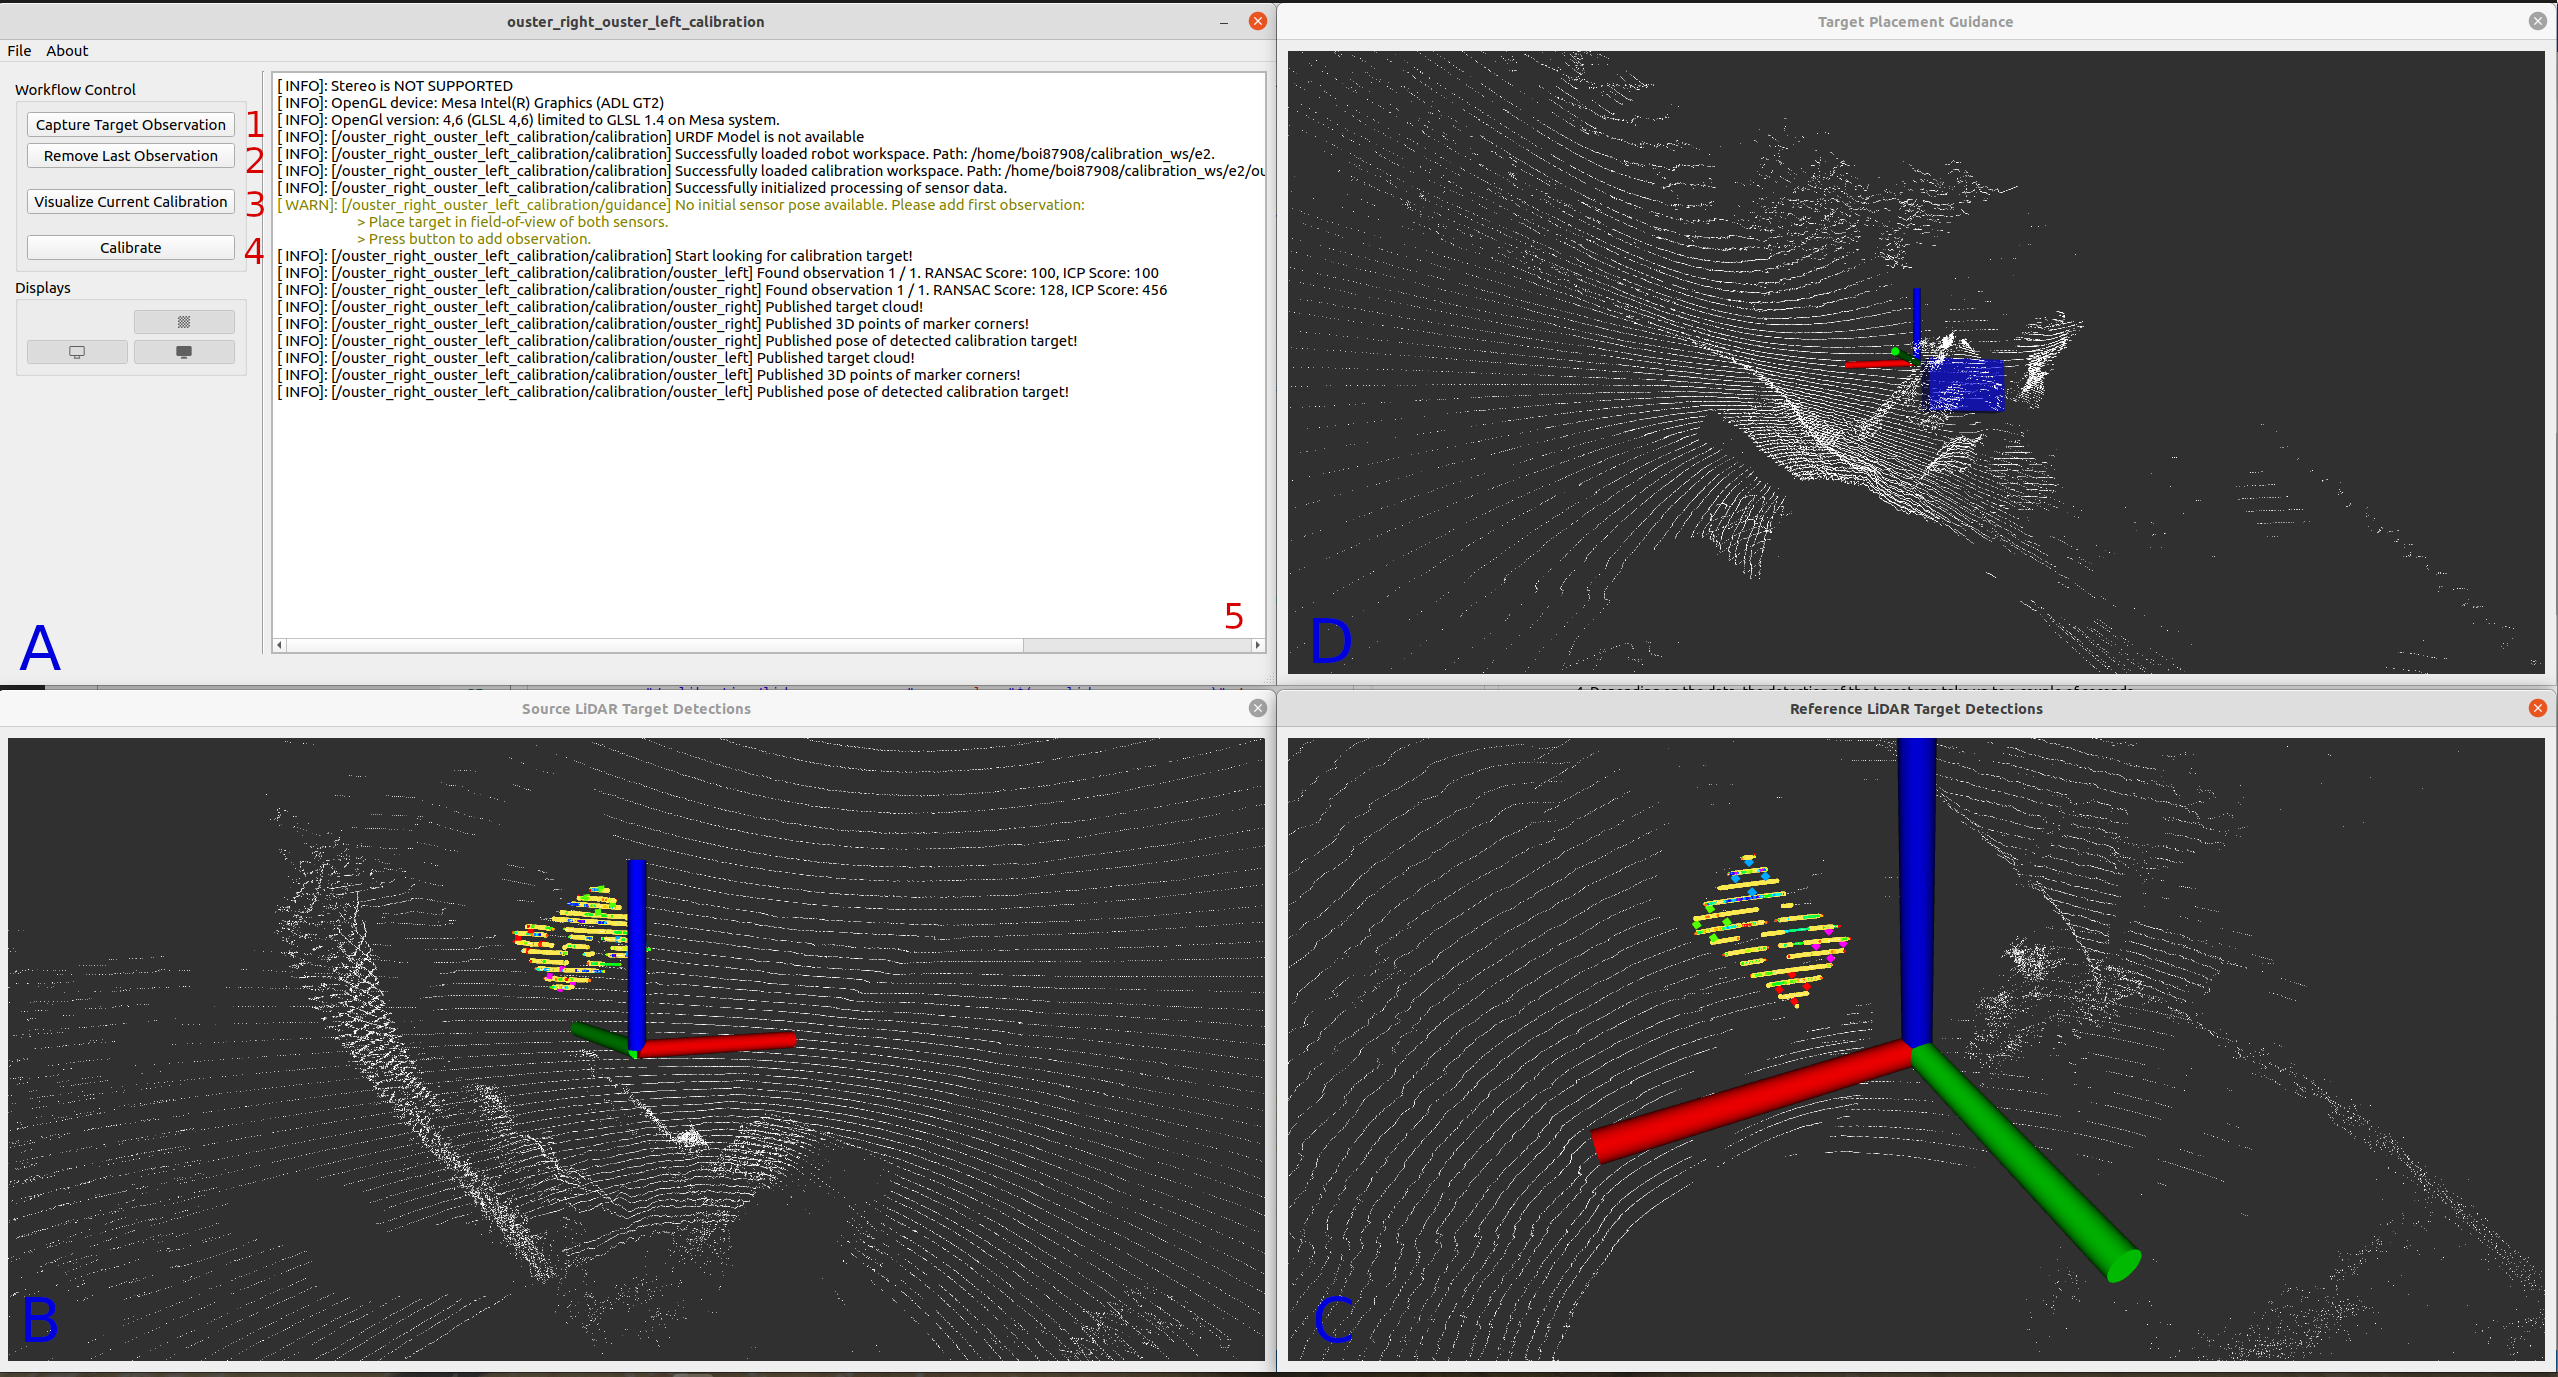 ouster_right_ouster_left_calibration
File About
Workflow Control
Capture Target Observation 1
Remove Last Observation 2
Visualize Current Calibration 3
Calibrate 4
Displays
A
[ INFO]: Stereo is NOT SUPPORTED
[ INFO]: OpenGL device: Mesa Intel(R) Graphics (ADL GT2)
[ INFO]: OpenGl version: 4,6 (GLSL 4,6) limited to GLSL 1.4 on Mesa system.
[ INFO]: [/ouster_right_ouster_left_calibration/calibration] URDF Model is not available
[ INFO]: [/ouster_right_ouster_left_calibration/calibration] Successfully loaded robot workspace. Path: /home/boi87908/calibration_ws/e2.
[ INFO]: [/ouster_right_ouster_left_calibration/calibration] Successfully loaded calibration workspace. Path: /home/boi87908/calibration_ws/e2/ou
[ INFO]: [/ouster_right_ouster_left_calibration/calibration] Successfully initialized processing of sensor data.
[ WARN]: [/ouster_right_ouster_left_calibration/guidance] No initial sensor pose available. Please add first observation:
> Place target in field-of-view of both sensors.
> Press button to add observation.
[ INFO]: [/ouster_right_ouster_left_calibration/calibration] Start looking for calibration target!
[ INFO]: [/ouster_right_ouster_left_calibration/calibration/ouster_left] Found observation 1 / 1. RANSAC Score: 100, ICP Score: 100
[ INFO]: [/ouster_right_ouster_left_calibration/calibration/ouster_right] Found observation 1 / 1. RANSAC Score: 128, ICP Score: 456
[ INFO]: [/ouster_right_ouster_left_calibration/calibration/ouster_right] Published target cloud!
[ INFO]: [/ouster_right_ouster_left_calibration/calibration/ouster_right] Published 3D points of marker corners!
[ INFO]: [/ouster_right_ouster_left_calibration/calibration/ouster_right] Published pose of detected calibration target!
[ INFO]: [/ouster_right_ouster_left_calibration/calibration/ouster_left] Published target cloud!
[ INFO]: [/ouster_right_ouster_left_calibration/calibration/ouster_left] Published 3D points of marker corners!
[ INFO]: [/ouster_right_ouster_left_calibration/calibration/ouster_left] Published pose of detected calibration target!
5
Target Placement Guidance
D
Source LiDAR Target Detections
B
Reference LiDAR Target Detections
C